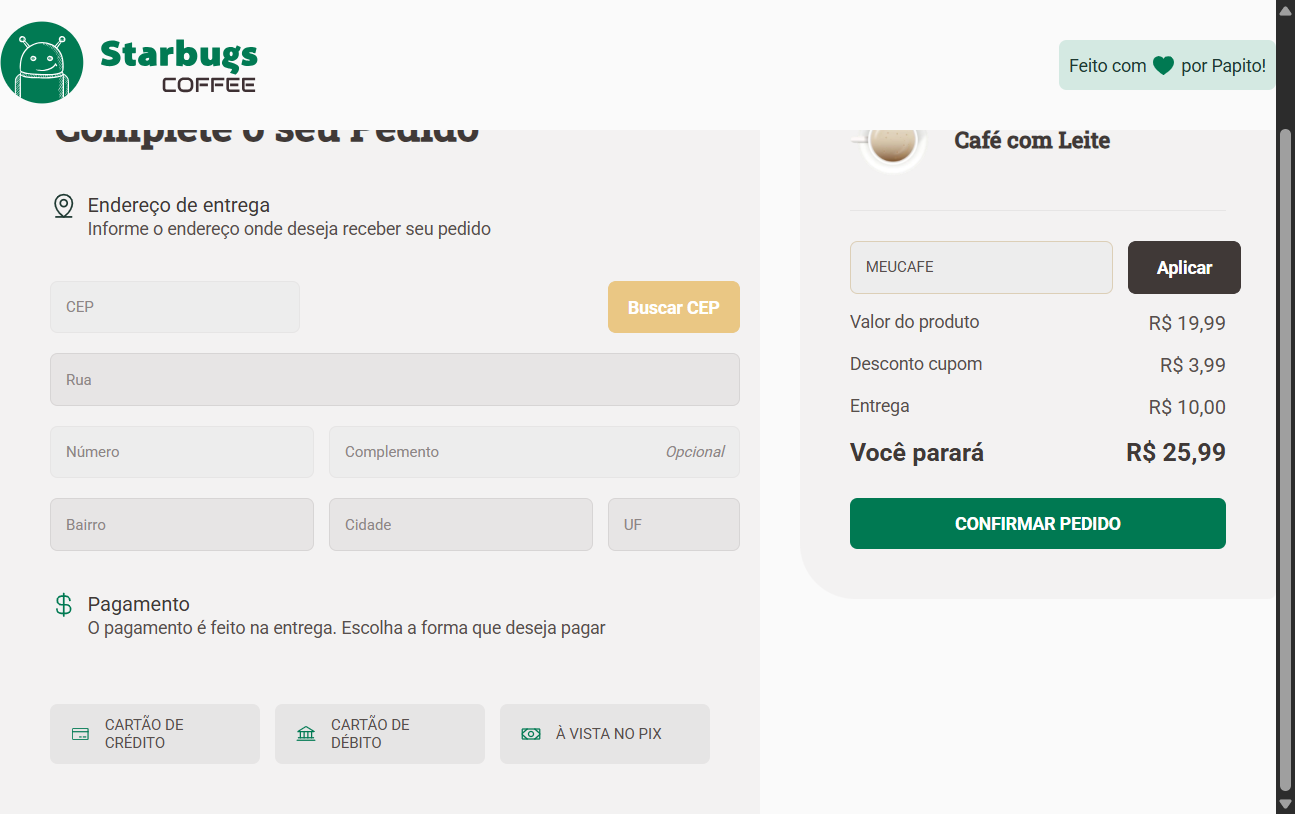 Starbugs
COFFEE
Feito com por Papito!
Complete o seu Pedido
Endereço de entrega
Informe o endereço onde deseja receber seu pedido
CEP
Buscar CEP
Rua
Número
Complemento
Opcional
Bairro
Cidade
UF
Pagamento
O pagamento é feito na entrega. Escolha a forma que deseja pagar
CARTÃO DE
CRÉDITO
CARTÃO DE
DÉBITO
À VISTA NO PIX
Café com Leite
MEUCAFE
Aplicar
Valor do produto R$ 19,99
Desconto cupom R$ 3,99
Entrega R$ 10,00
Você parará R$ 25,99
CONFIRMAR PEDIDO